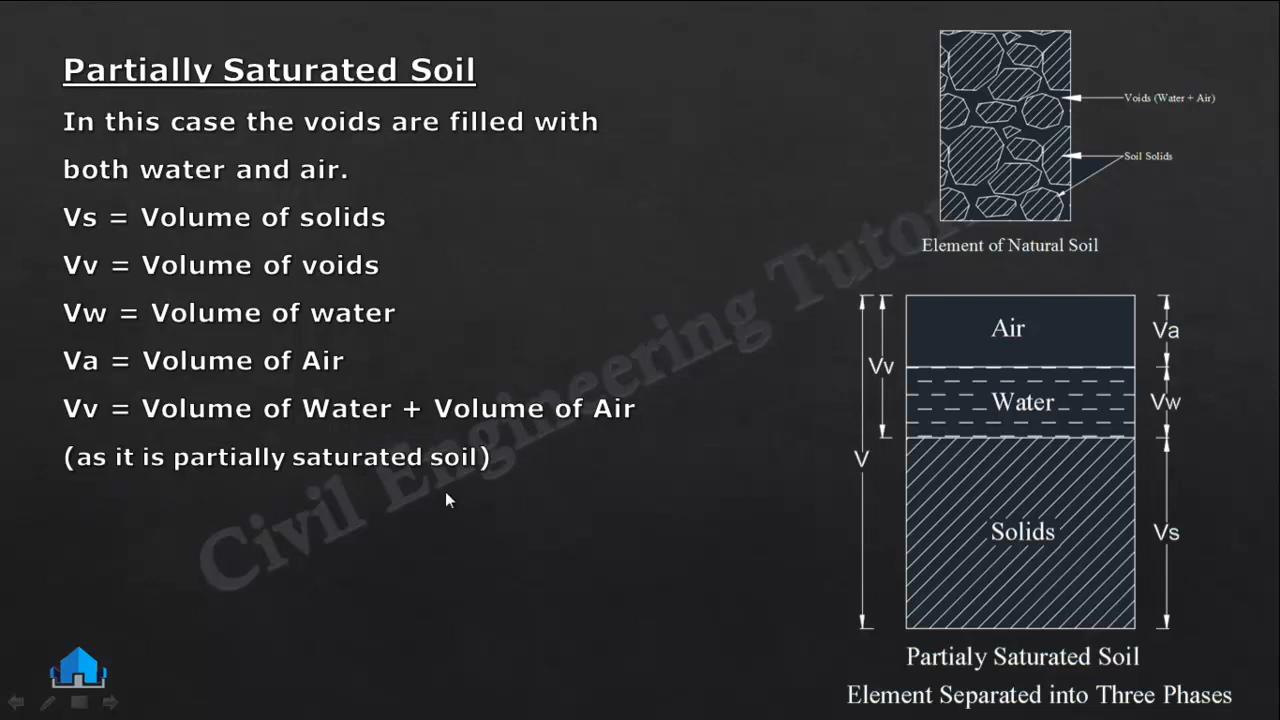 Partially Saturated Soil
In this case the voids are filled with
both water and air.
Vs = Volume of solids
Vv = Volume of voids
Vw = Volume of water
Va = Volume of Air
Vv = Volume of Water + Volume of Air
(as it is partially saturated soil)
Voids (Water + Air)
Soil Solids
Element of Natural Soil
Air
Va
Vv
Water
Vw
V
Solids
Vs
Partialy Saturated Soil
Element Separated into Three Phases
Civil Engineering Tutor